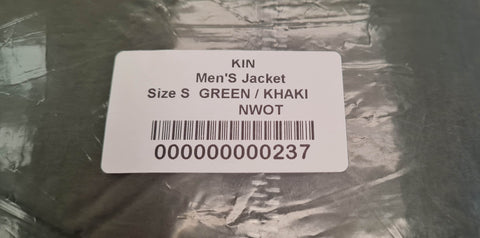 KIN
Men'S Jacket
Size S GREEN / KHAKI
NWOT
000000000237